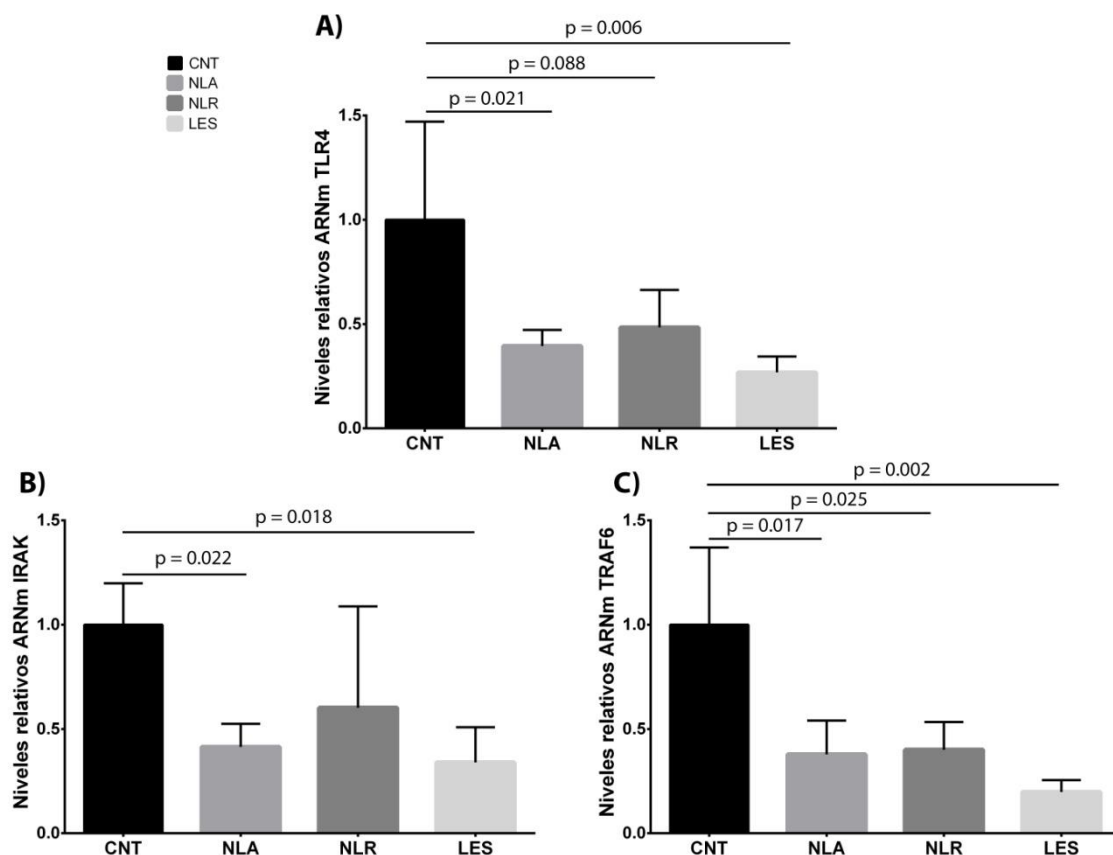 A)
CNT
NLA
NLR
LES
p = 0.006
p = 0.088
p = 0.021
Niveles relativos ARNm TLR4
1.5
1.0
0.5
0.0
CNT NLA NLR LES
B)
p = 0.018
p = 0.022
Niveles relativos ARNm IRAK
1.5
1.0
0.5
0.0
CNT NLA NLR LES
C)
p = 0.002
p = 0.025
p = 0.017
Niveles relativos ARNm TRAF6
1.5
1.0
0.5
0.0
CNT NLA NLR LES